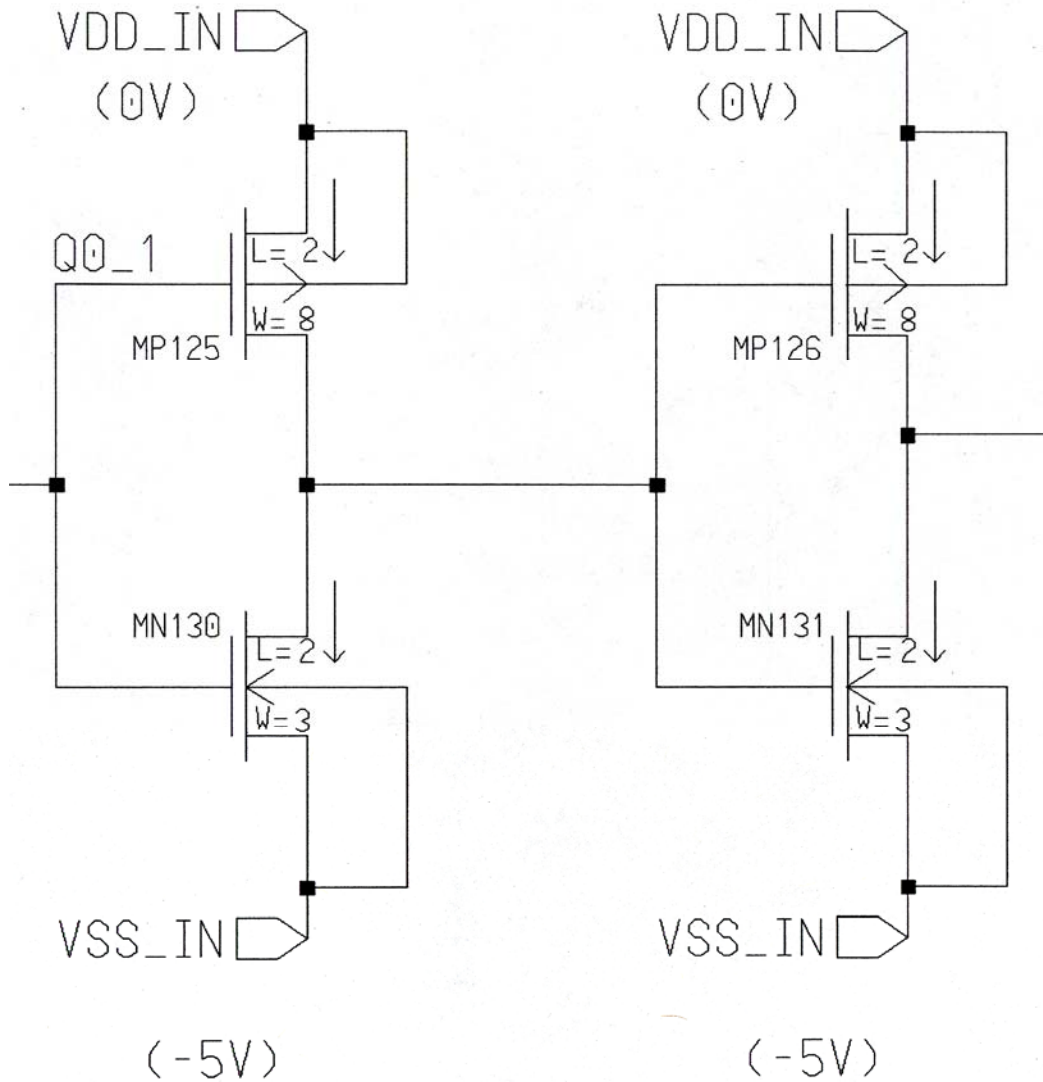 VDD_IN
(0V)
Q0_1
L= 2
W= 8
MP125
MN130
L=2
W=3
VSS_IN
(-5V)
VDD_IN
(0V)
L= 2
W= 8
MP126
MN131
L=2
W=3
VSS_IN
(-5V)